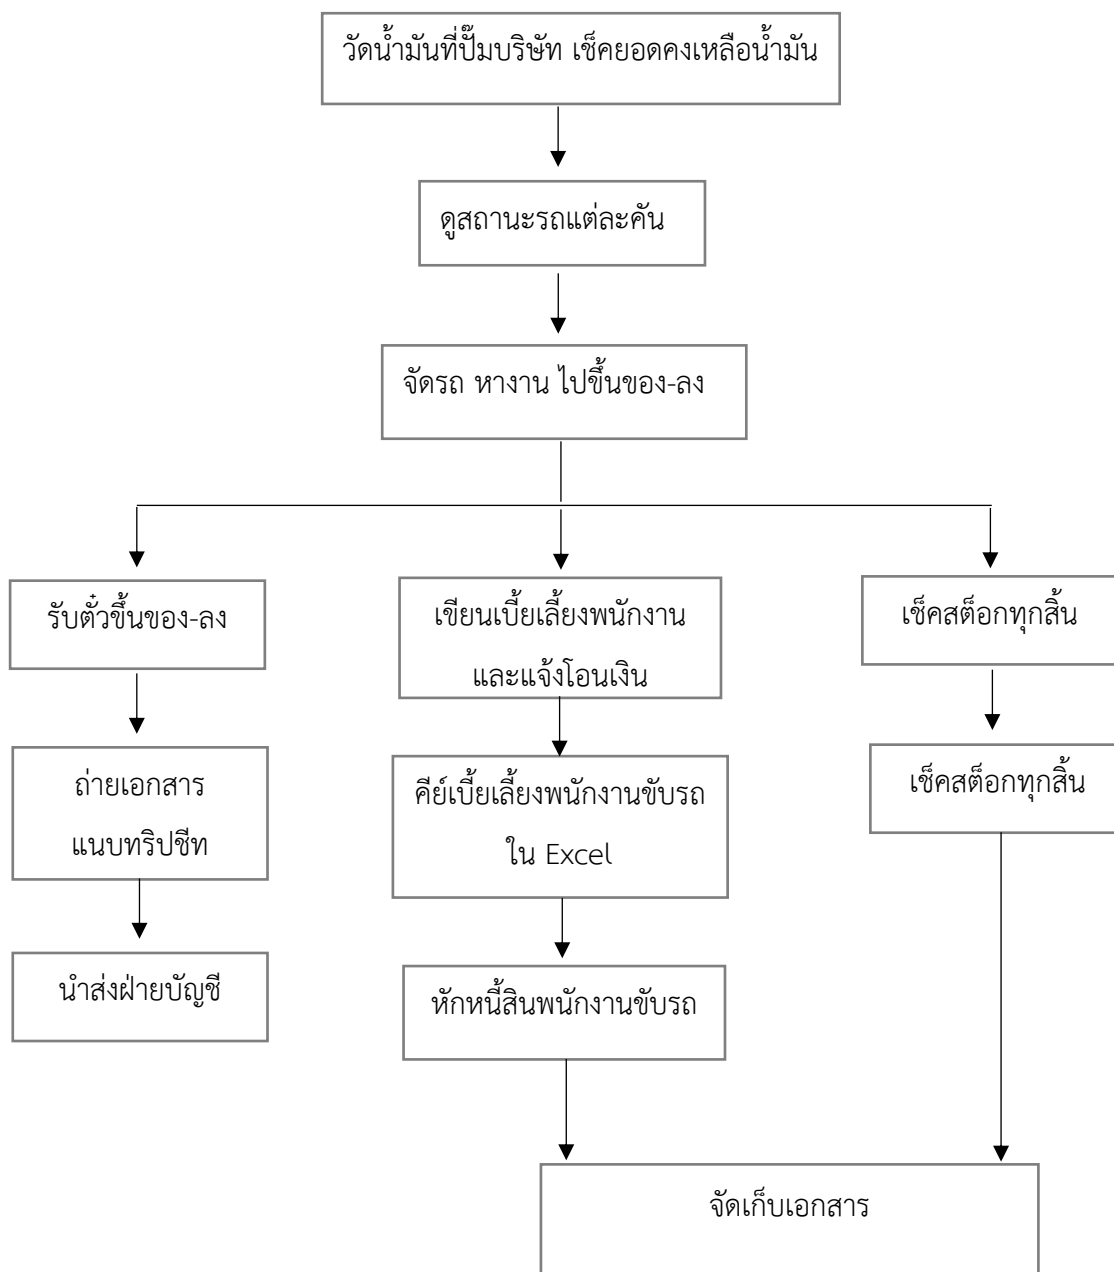 วัดน้ำมันที่ปั๊มบริษัท เช็คยอดคงเหลือน้ำมัน
ดูสถานะรถแต่ละคัน
จัดรถ หางาน ไปขึ้นของ-ลง
รับตั๋วขึ้นของ-ลง
ถ่ายเอกสาร
แนบทริปชีท
นำส่งฝ่ายบัญชี
เขียนเบี้ยเลี้ยงพนักงาน
และแจ้งโอนเงิน
คีย์เบี้ยเลี้ยงพนักงานขับรถ
ใน Excel
หักหนี้สินพนักงานขับรถ
เช็คสต็อกทุกสิ้น
เช็คสต็อกทุกสิ้น
จัดเก็บเอกสาร